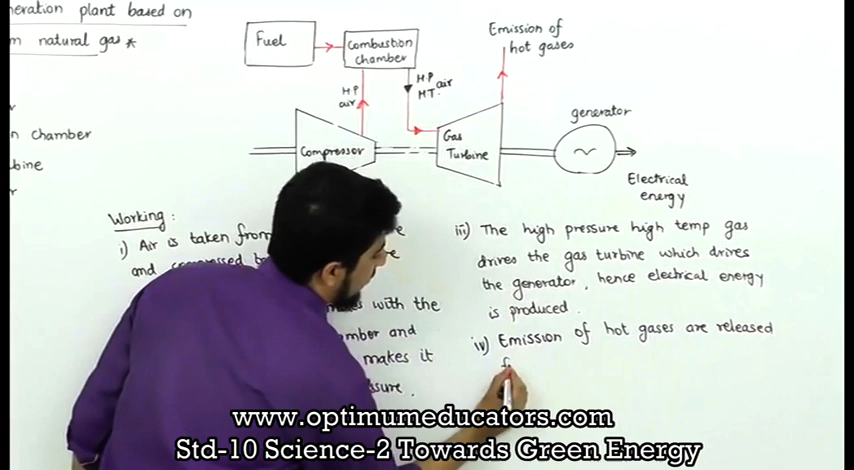 neration plant based on
m natural gas *
n chamber
bine
Fuel
Combustion
chamber
HP
air
HP air
HT.
Compressor
Gas
Turbine
Emission of
hot gases
generator
Electrical
energy
Working :
i) Air is taken from
and compressed
with the
mber and
makes it
ssure.
iii) The high pressure high temp gas
drives the gas turbine which drives
the generator, hence electrical energy
is produced.
iv) Emission of hot gases are released
www.optimumeducators.com
Std-10 Science-2 Towards Green Energy